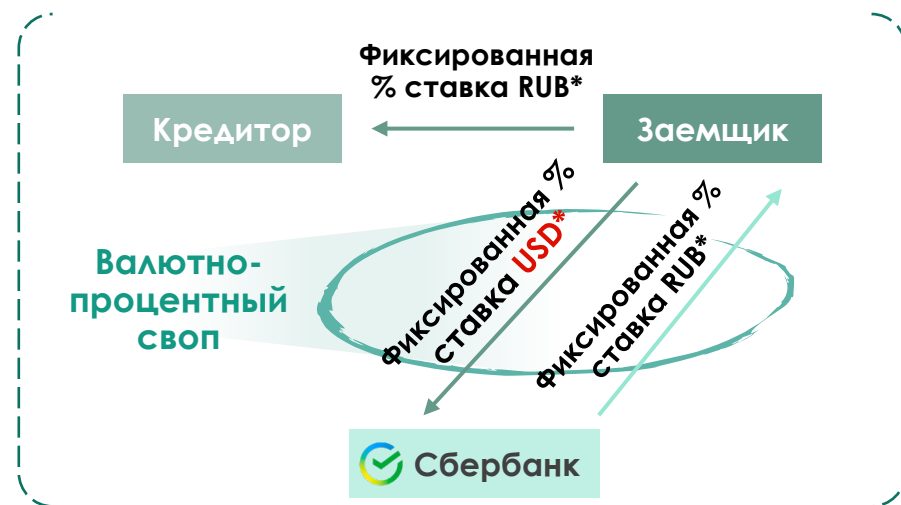 Фиксированная
% ставка RUB*
Кредитор
Заемщик
Фиксированная %
ставка USD*
Фиксированная %
ставка RUB*
Валютно-
процентный
своп
Сбербанк